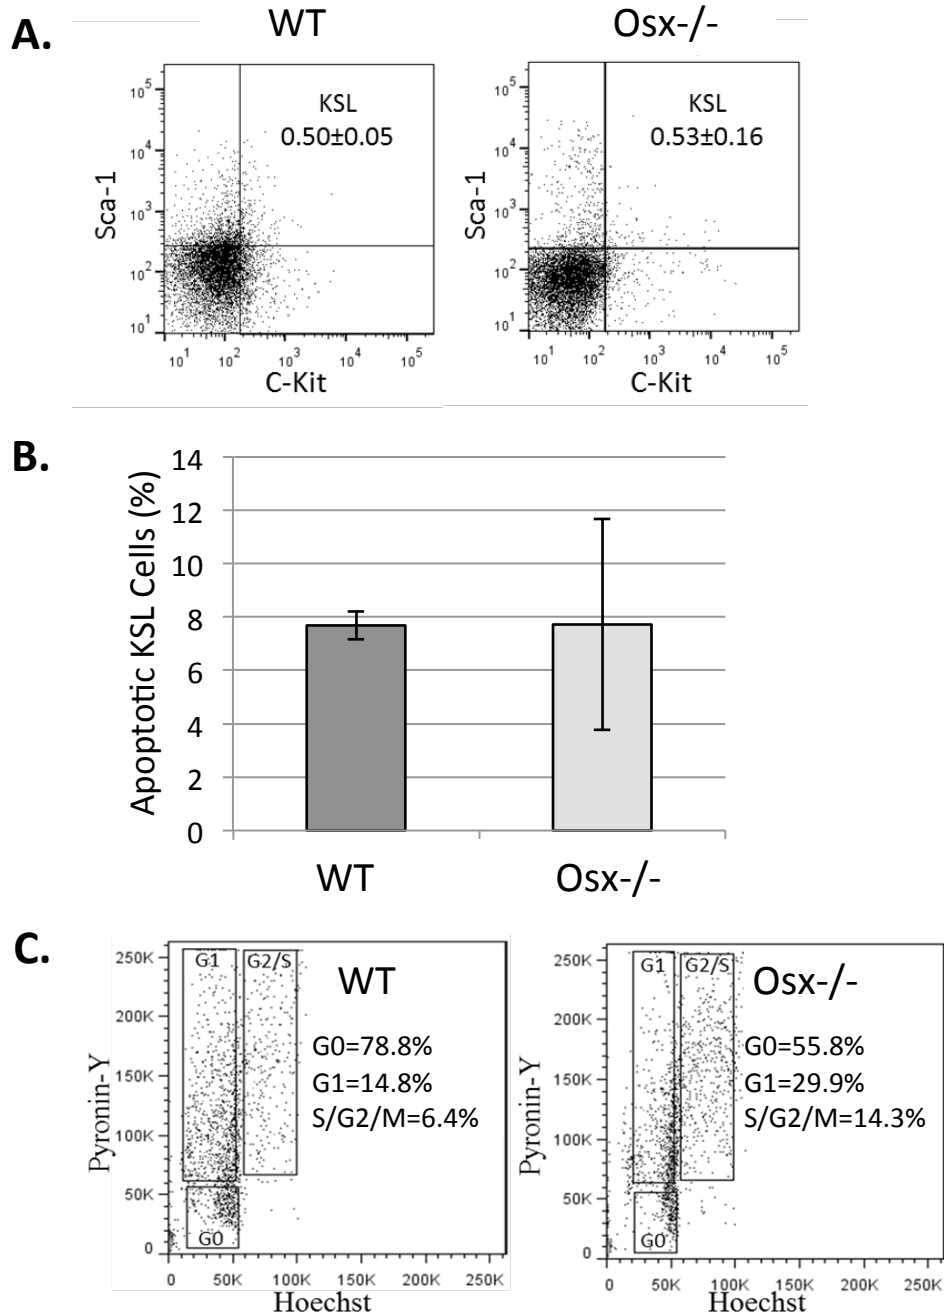 A.
WT
Osx-/-
KSL
0.50±0.05
Sca-1
10^5
10^4
10^3
10^2
10^1
10^1 10^2 10^3 10^4 10^5
C-Kit
KSL
0.53±0.16
Sca-1
10^5
10^4
10^3
10^2
10^1
10^1 10^2 10^3 10^4 10^5
C-Kit
B.
Apoptotic KSL Cells (%)
14
12
10
8
6
4
2
0
WT Osx-/-
C.
Pyronin-Y
250K
200K
150K
100K
50K
0
G1 G2/S
WT
G0=78.8%
G1=14.8%
S/G2/M=6.4%
G0
0 50K 100K 150K 200K 250K
Hoechst
Pyronin-Y
250K
200K
150K
100K
50K
0
G1 G2/S
Osx-/-
G0=55.8%
G1=29.9%
S/G2/M=14.3%
G0
0 50K 100K 150K 200K 250K
Hoechst